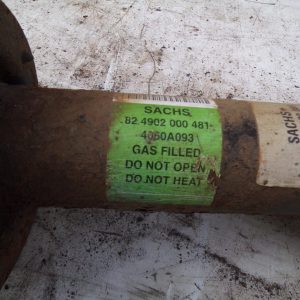 SACHS
82 4902 000 481
4060A093
GAS FILLED
DO NOT OPEN
DO NOT HEAT
SACHS